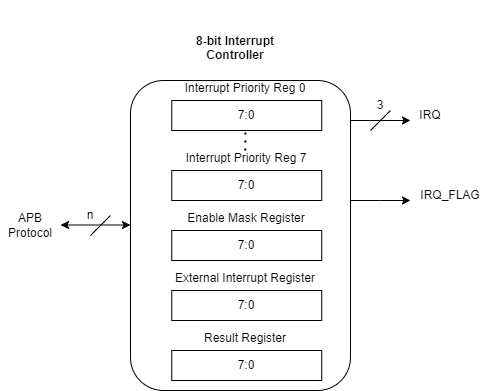 8-bit Interrupt
Controller
Interrupt Priority Reg 0
7:0
3
IRQ
Interrupt Priority Reg 7
7:0
IRQ_FLAG
APB
Protocol
n
Enable Mask Register
7:0
External Interrupt Register
7:0
Result Register
7:0